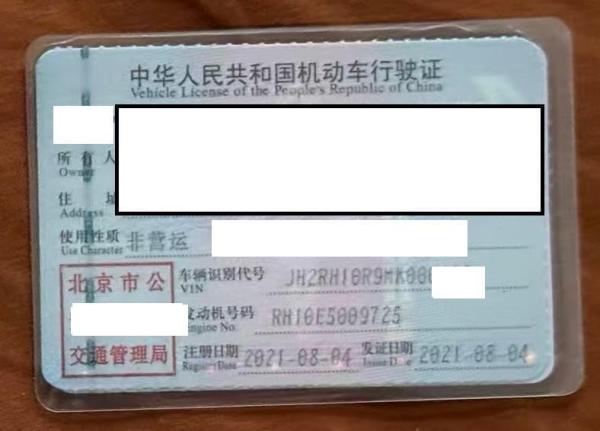 中华人民共和国机动车行驶证
Vehicle License of the People's Republic of China
所有人
Owner
住 址
Address
使用性质 非营运
Use Character
北京市公
交通管理局
车辆识别代号 JH2RH10R9MK00
VIN
发动机号码 RH10E5009725
Engine No.
注册日期 2021-08-04 发证日期 2021-08-04
Register Date Issue Date